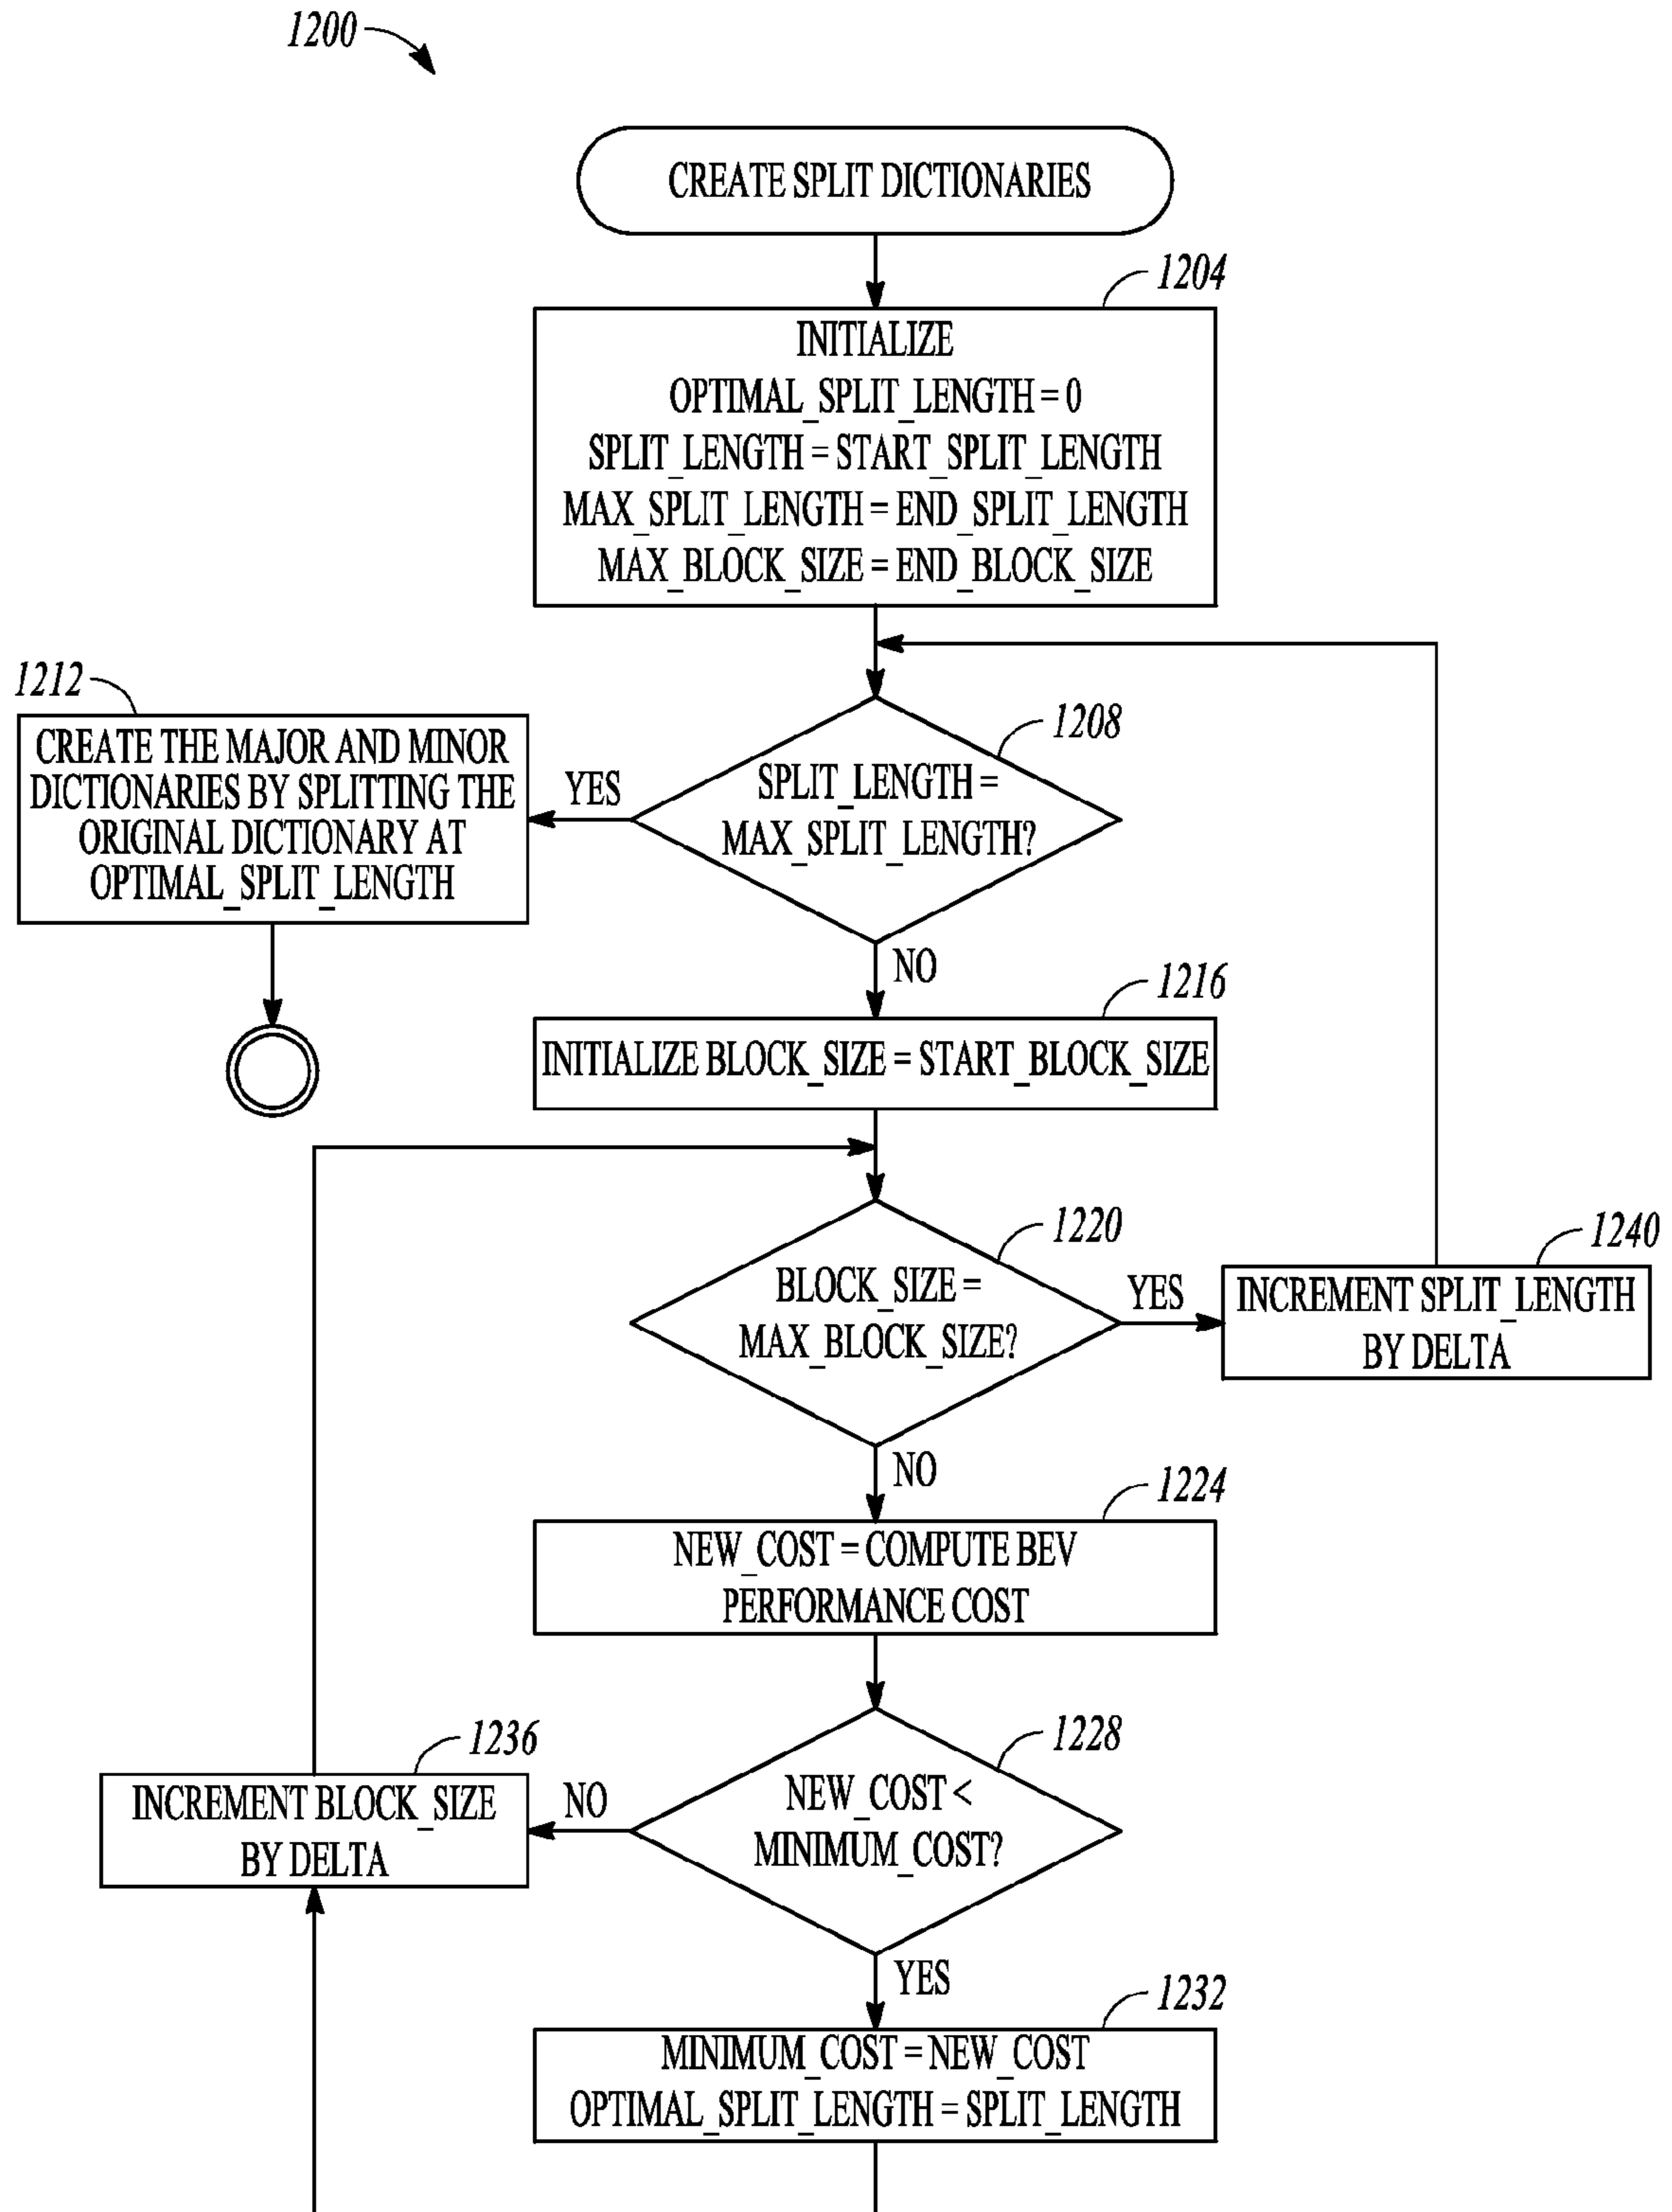 1200
CREATE SPLIT DICTIONARIES
1204
INITIALIZE
OPTIMAL_SPLIT_LENGTH = 0
SPLIT_LENGTH = START_SPLIT_LENGTH
MAX_SPLIT_LENGTH = END_SPLIT_LENGTH
MAX_BLOCK_SIZE = END_BLOCK_SIZE
1212
CREATE THE MAJOR AND MINOR
DICTIONARIES BY SPLITTING THE
ORIGINAL DICTIONARY AT
OPTIMAL_SPLIT_LENGTH
YES
1208
SPLIT_LENGTH =
MAX_SPLIT_LENGTH?
NO
1216
INITIALIZE BLOCK_SIZE = START_BLOCK_SIZE
1220
BLOCK_SIZE =
MAX_BLOCK_SIZE?
YES
1240
INCREMENT SPLIT_LENGTH
BY DELTA
NO
1224
NEW_COST = COMPUTE BEV
PERFORMANCE COST
1228
NEW_COST <
MINIMUM_COST?
NO
1236
INCREMENT BLOCK_SIZE
BY DELTA
YES
1232
MINIMUM_COST = NEW_COST
OPTIMAL_SPLIT_LENGTH = SPLIT_LENGTH